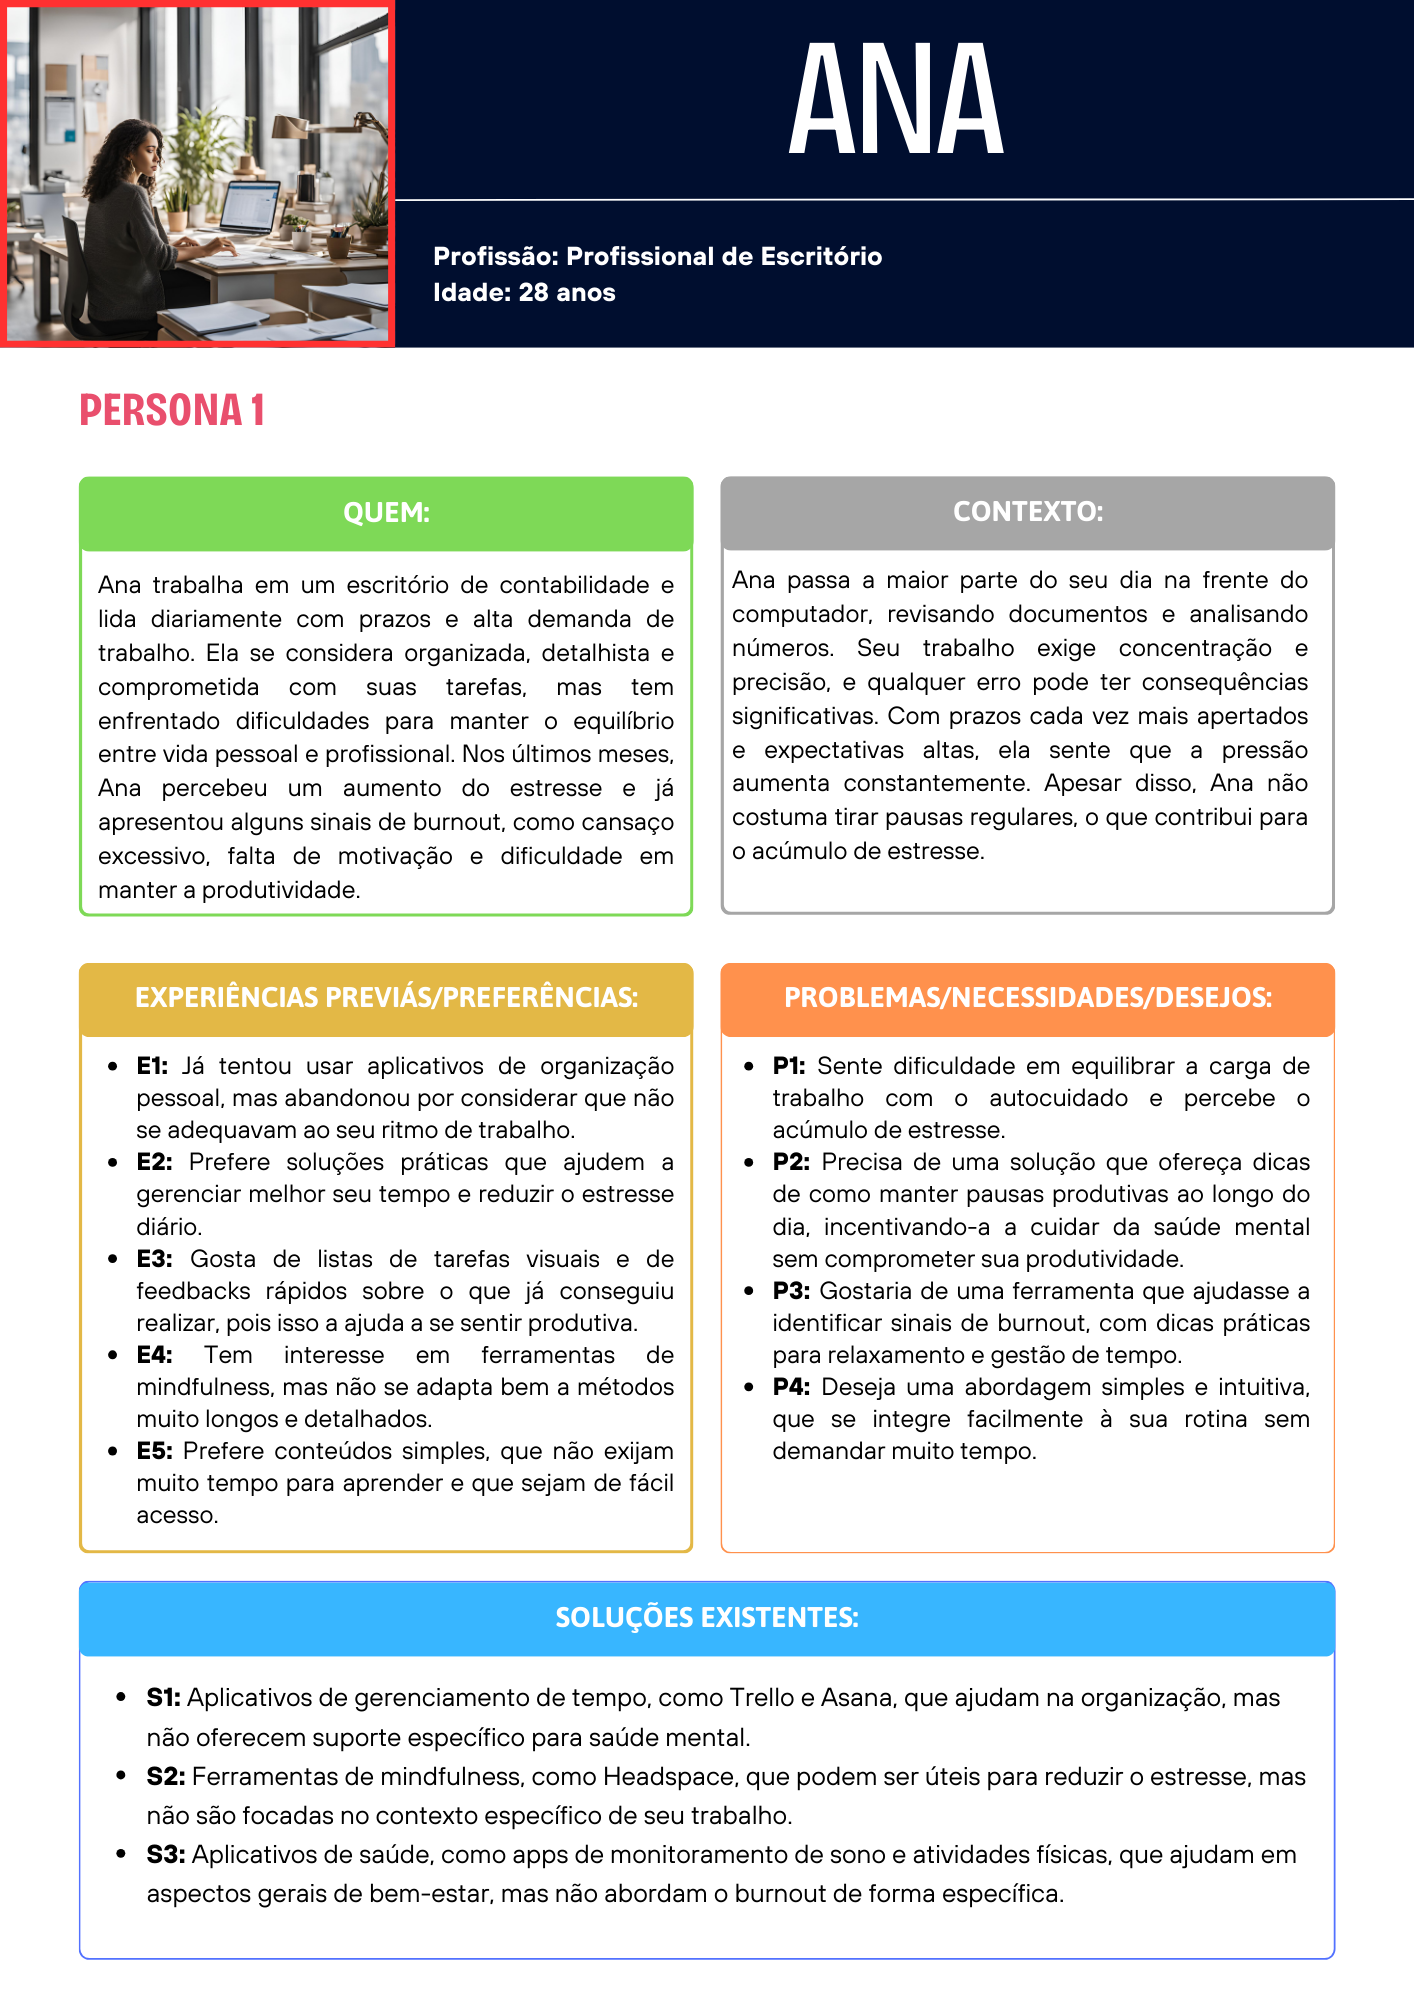 ANA
Profissão: Profissional de Escritório
Idade: 28 anos
PERSONA 1
QUEM:
Ana trabalha em um escritório de contabilidade e
lida diariamente com prazos e alta demanda de
trabalho. Ela se considera organizada, detalhista e
comprometida com suas tarefas, mas tem
enfrentado dificuldades para manter o equilíbrio
entre vida pessoal e profissional. Nos últimos meses,
Ana percebeu um aumento do estresse e já
apresentou alguns sinais de burnout, como cansaço
excessivo, falta de motivação e dificuldade em
manter a produtividade.
CONTEXTO:
Ana passa a maior parte do seu dia na frente do
computador, revisando documentos e analisando
números. Seu trabalho exige concentração e
precisão, e qualquer erro pode ter consequências
significativas. Com prazos cada vez mais apertados
e expectativas altas, ela sente que a pressão
aumenta constantemente. Apesar disso, Ana não
costuma tirar pausas regulares, o que contribui para
o acúmulo de estresse.
EXPERIÊNCIAS PREVIÁS/PREFERÊNCIAS:
• E1: Já tentou usar aplicativos de organização
pessoal, mas abandonou por considerar que não
se adequavam ao seu ritmo de trabalho.
• E2: Prefere soluções práticas que ajudem a
gerenciar melhor seu tempo e reduzir o estresse
diário.
• E3: Gosta de listas de tarefas visuais e de
feedbacks rápidos sobre o que já conseguiu
realizar, pois isso a ajuda a se sentir produtiva.
• E4: Tem interesse em ferramentas de
mindfulness, mas não se adapta bem a métodos
muito longos e detalhados.
• E5: Prefere conteúdos simples, que não exijam
muito tempo para aprender e que sejam de fácil
acesso.
PROBLEMAS/NECESSIDADES/DESEJOS:
• P1: Sente dificuldade em equilibrar a carga de
trabalho com o autocuidado e percebe o
acúmulo de estresse.
• P2: Precisa de uma solução que ofereça dicas
de como manter pausas produtivas ao longo do
dia, incentivando-a a cuidar da saúde mental
sem comprometer sua produtividade.
• P3: Gostaria de uma ferramenta que ajudasse a
identificar sinais de burnout, com dicas práticas
para relaxamento e gestão de tempo.
• P4: Deseja uma abordagem simples e intuitiva,
que se integre facilmente à sua rotina sem
demandar muito tempo.
SOLUÇÕES EXISTENTES:
• S1: Aplicativos de gerenciamento de tempo, como Trello e Asana, que ajudam na organização, mas
não oferecem suporte específico para saúde mental.
• S2: Ferramentas de mindfulness, como Headspace, que podem ser úteis para reduzir o estresse, mas
não são focadas no contexto específico de seu trabalho.
• S3: Aplicativos de saúde, como apps de monitoramento de sono e atividades físicas, que ajudam em
aspectos gerais de bem-estar, mas não abordam o burnout de forma específica.